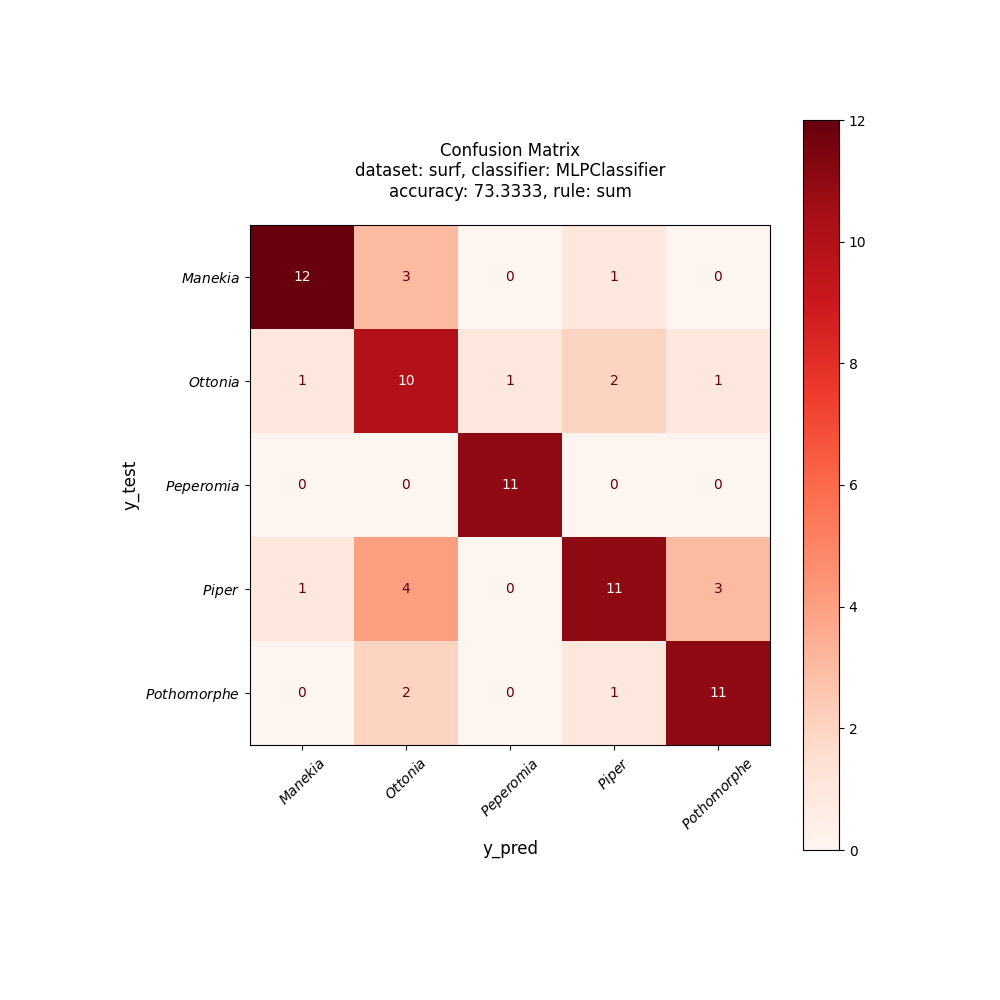 Confusion Matrix
dataset: surf, classifier: MLPClassifier
accuracy: 73.3333, rule: sum
y_test
Manekia 12 3 0 1 0
Ottonia 1 10 1 2 1
Peperomia 0 0 11 0 0
Piper 1 4 0 11 3
Pothomorphe 0 2 0 1 11
Manekia Ottonia Peperomia Piper Pothomorphe
y_pred
12
10
8
6
4
2
0